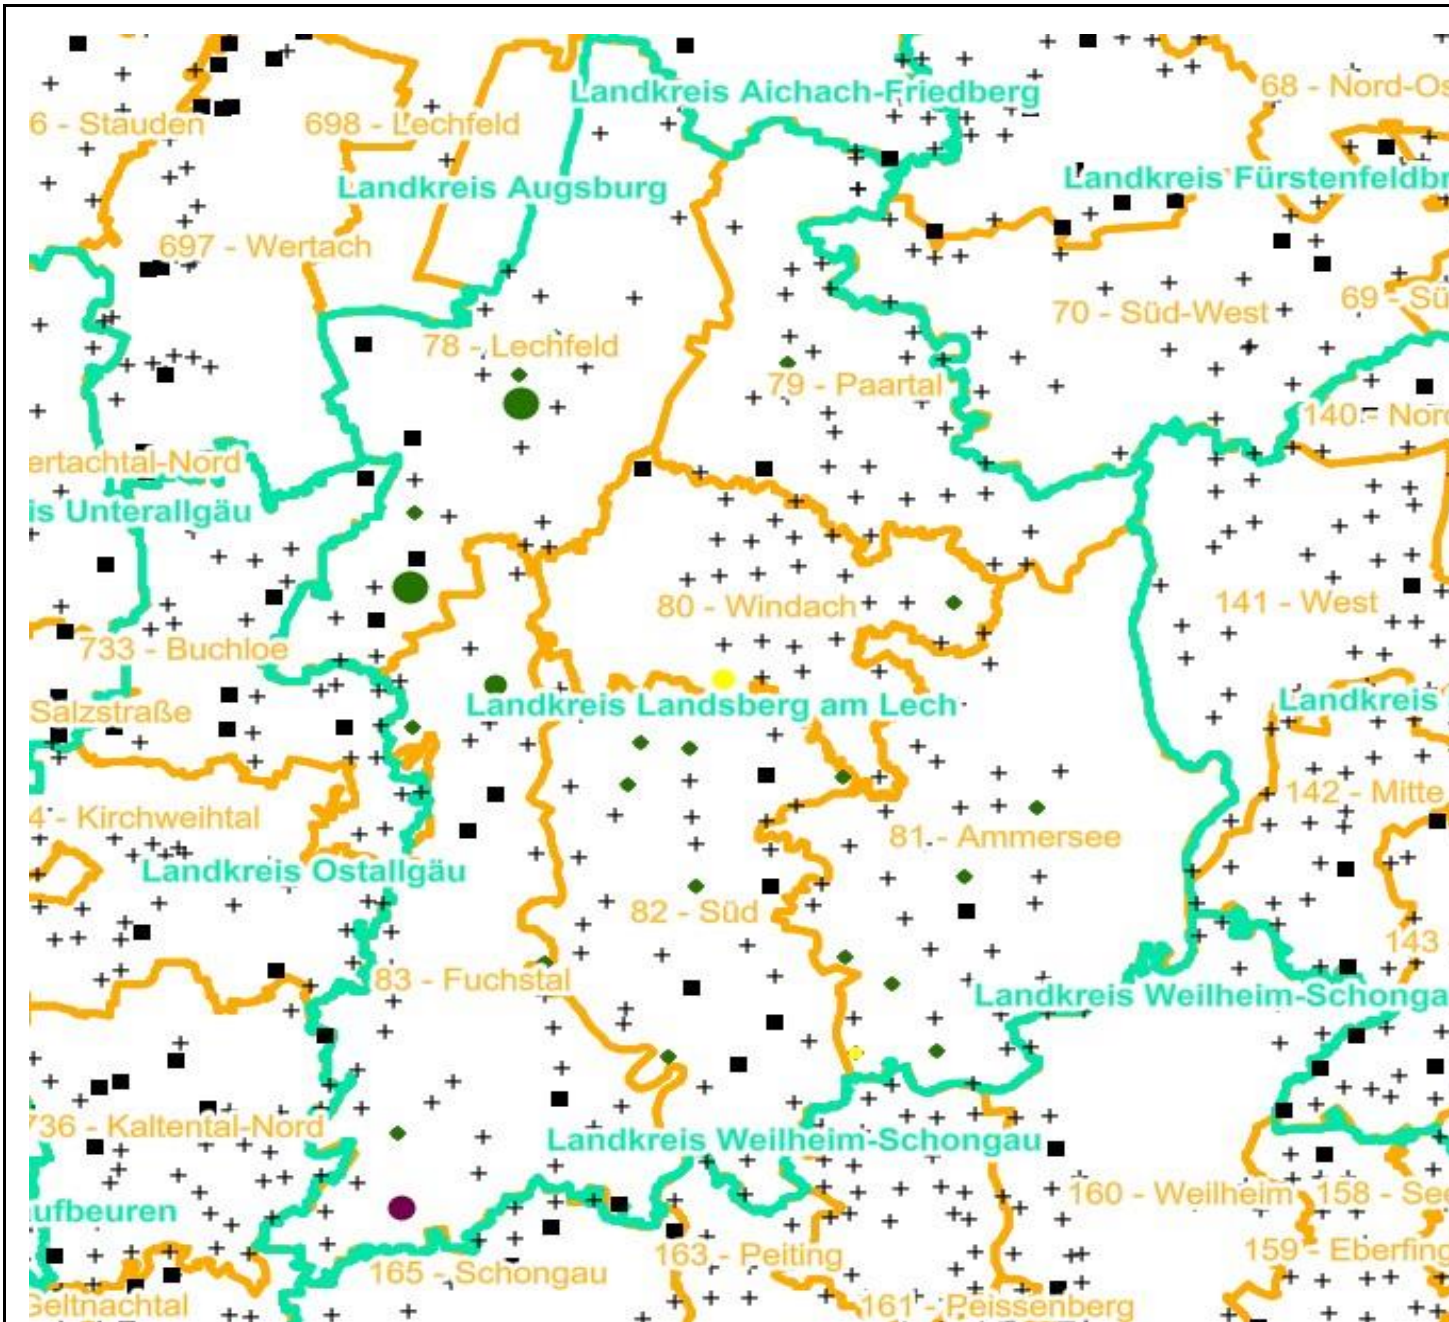 Landkreis Aichach-Friedberg
68 - Nord-Os
6 - Stauden
698 - Lechfeld
Landkreis Augsburg
Landkreis Fürstenfeldbr
697 - Wertach
70 - Süd-West
69 - Sü
78 - Lechfeld
79 - Paartal
140 - Nord
ertachtal-Nord
is Unterallgäu
80 - Windach
141 - West
733 - Buchloe
Salzstraße
Landkreis Landsberg am Lech
Landkreis
142 - Mitte
4 - Kirchweihtal
81 - Ammersee
Landkreis Ostallgäu
82 - Süd
143
83 - Fuchstal
Landkreis Weilheim-Schonga
736 - Kaltental-Nord
Landkreis Weilheim-Schongau
160 - Weilheim
158 - See
ufbeuren
163 - Peiting
159 - Eberfing
165 - Schongau
Geltnachtal
161 - Peissenberg